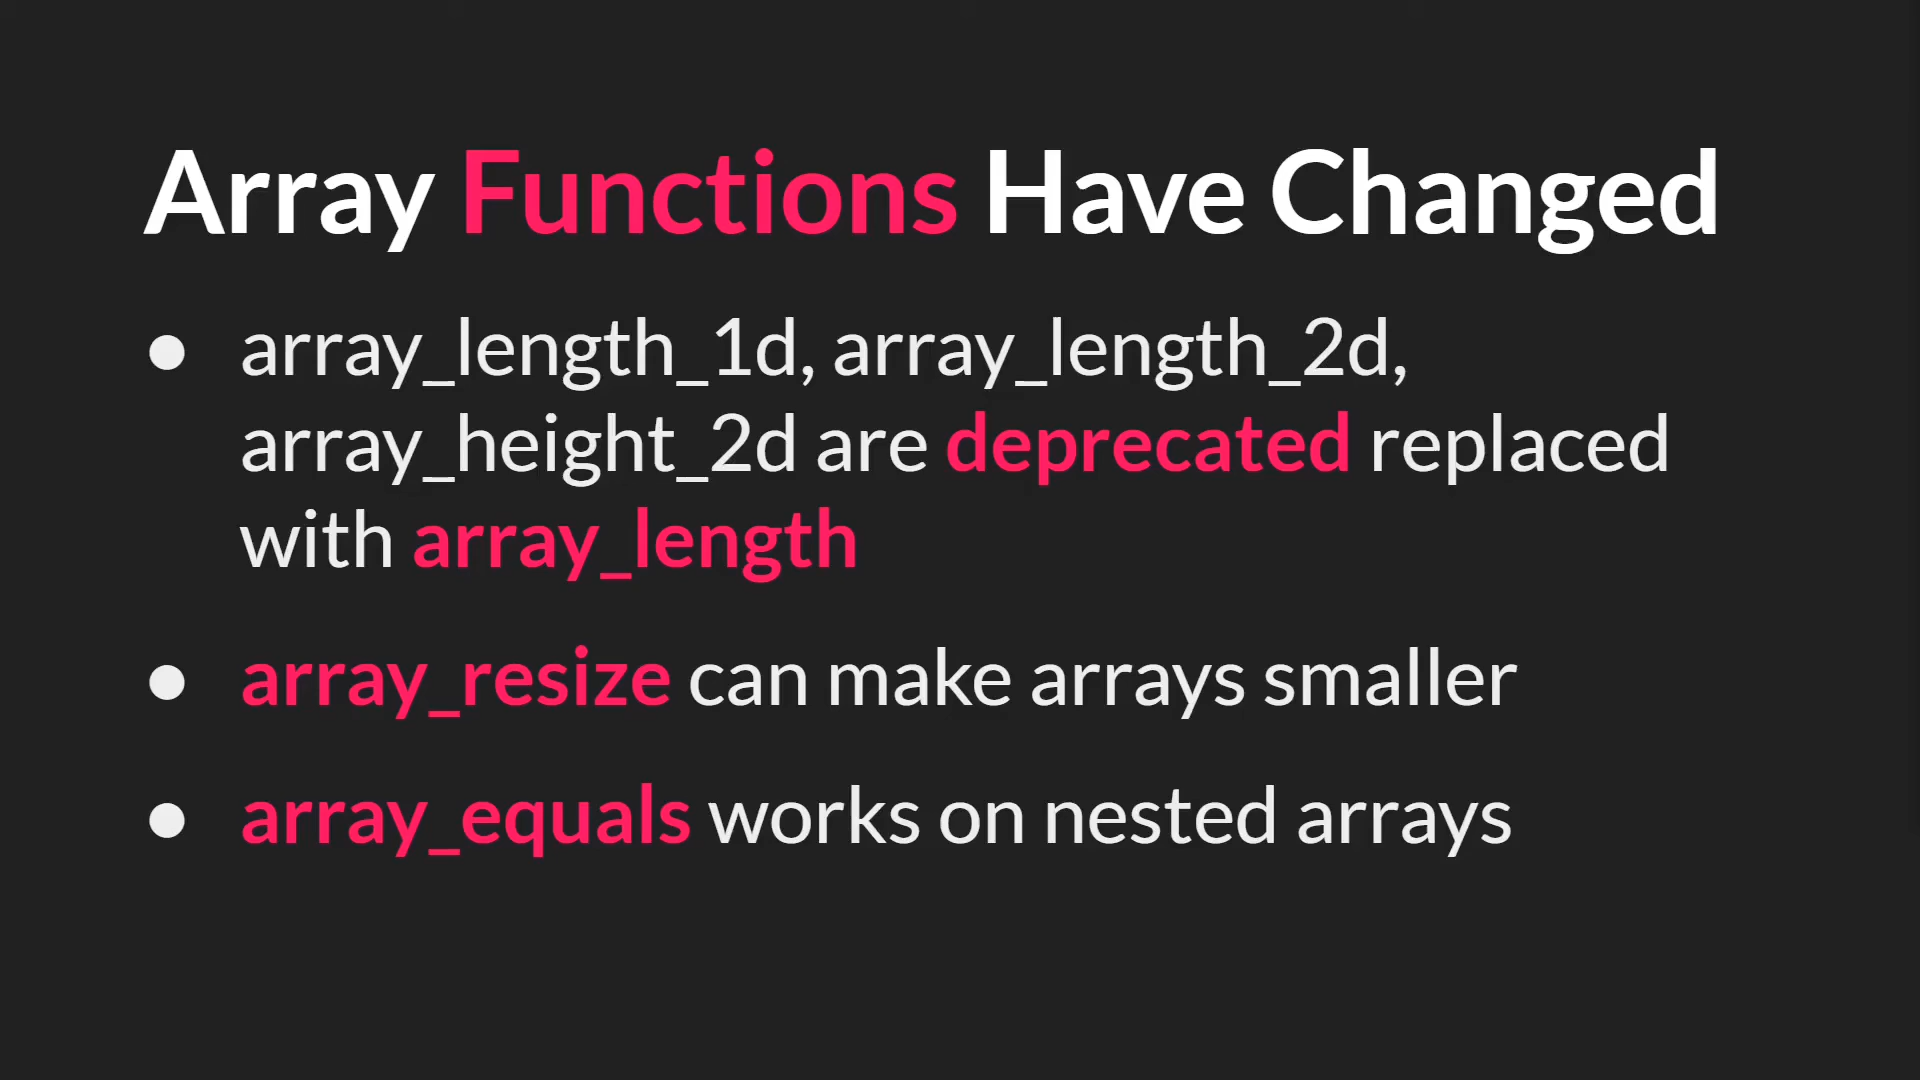 Array Functions Have Changed
● array_length_1d, array_length_2d,
array_height_2d are deprecated replaced
with array_length
● array_resize can make arrays smaller
● array_equals works on nested arrays